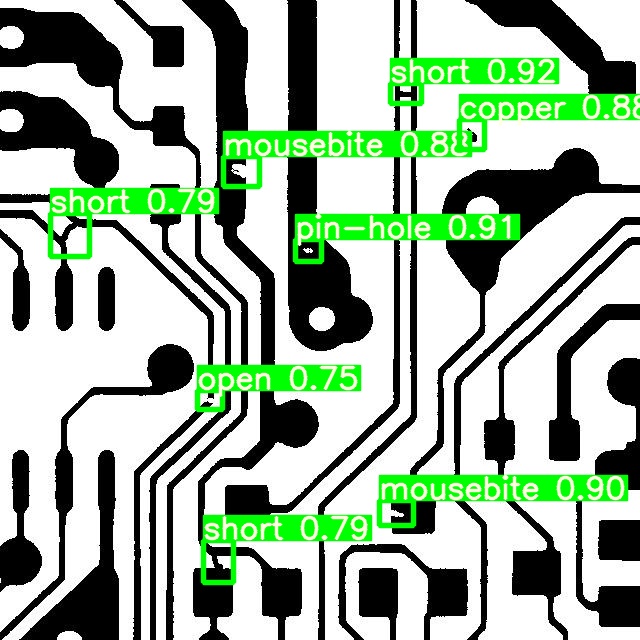 short 0.92
copper 0.88
mousebite 0.88
short 0.79
pin-hole 0.91
open 0.75
mousebite 0.90
short 0.79